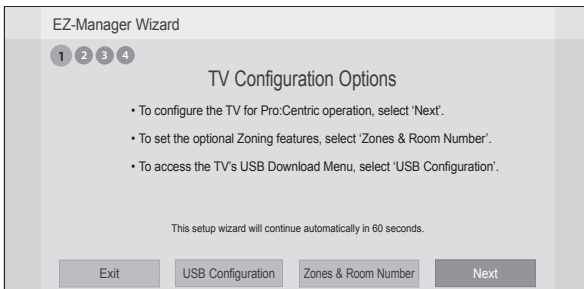 EZ-Manager Wizard
1 2 3 4
TV Configuration Options
• To configure the TV for Pro:Centric operation, select ‘Next’.
• To set the optional Zoning features, select ‘Zones & Room Number’.
• To access the TV’s USB Download Menu, select ‘USB Configuration’.
This setup wizard will continue automatically in 60 seconds.
Exit USB Configuration Zones & Room Number Next